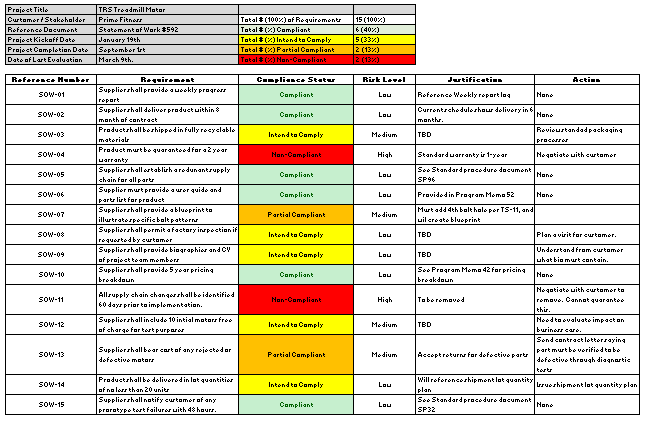 Project Title TRS Treadmill Motor
Customer / Stakeholder Prime Fitness Total # (100%) of Requirements 15 (100%)
Reference Document Statement of Work #592 Total # (%) Compliant 6 (40%)
Project Kickoff Date January 19th Total # (%) Intend to Comply 5 (33%)
Project Completion Date September 1rst Total # (%) Partial Compliant 2 (13%)
Date of Last Evaluation March 9th. Total # (%) Non-Compliant 2 (13%)
Reference Number Requirement Compliance Status Risk Level Justification Action
SOW-01 Supplier shall provide a weekly progress report Compliant Low Reference Weekly report log None
SOW-02 Supplier shall deliver product within 8 month of contract Compliant Low Current schedule shows delivery in 6 months. None
SOW-03 Product shall be shipped in fully recyclable materials Intend to Comply Medium TBD Review standard packaging processes
SOW-04 Product must be guaranteed for a 2 year warranty Non-Compliant High Standard warranty is 1-year Negotiate with customer
SOW-05 Supplier shall establish a redunant supply chain for all parts Compliant Low See Standard procedure document SP96 None
SOW-06 Supplier must provide a user guide and parts list for product Compliant Low Provided in Program Memo 52 None
SOW-07 Supplier shall provide a blueprint to illustrate specific bolt patterns Partial Compliant Medium Must add 4th bolt hole per TS-11, and wil create blueprint
SOW-08 Supplier shall permit a factory inspection if requested by customer Intend to Comply Low TBD Plan a visit for customer.
SOW-09 Supplier shall provide biographies and CV of project team members Intend to Comply Low TBD Understand from customer what bio must contain.
SOW-10 Supplier shall provide 5 year pricing breakdown Compliant Low See Program Memo 42 for pricing breakdown None
SOW-11 All supply chain changes shall be identified 60 days prior to implementation. Non-Compliant High To be removed Negotiate with customer to remove. Cannot guarantee this.
SOW-12 Supplier shall include 10 intial motors free of charge for test purpares Intend to Comply Medium TBD Need to evaluate impact on business care.
SOW-13 Supplier shall bear cost of any rejected or defective motors Partial Compliant Medium Accept returns for defective parts Send contract letter saying part must be verified to be defective through diagnostic tests
SOW-14 Product shall be delivered in lot quantities of no less than 20 units Intend to Comply Low Will reference shipment lot quantity plan Issue shipment lot quantity plan
SOW-15 Supplier shall notify customer of any prorotype test failures with 48 hours. Compliant Low See Standard procedure document SP32 None